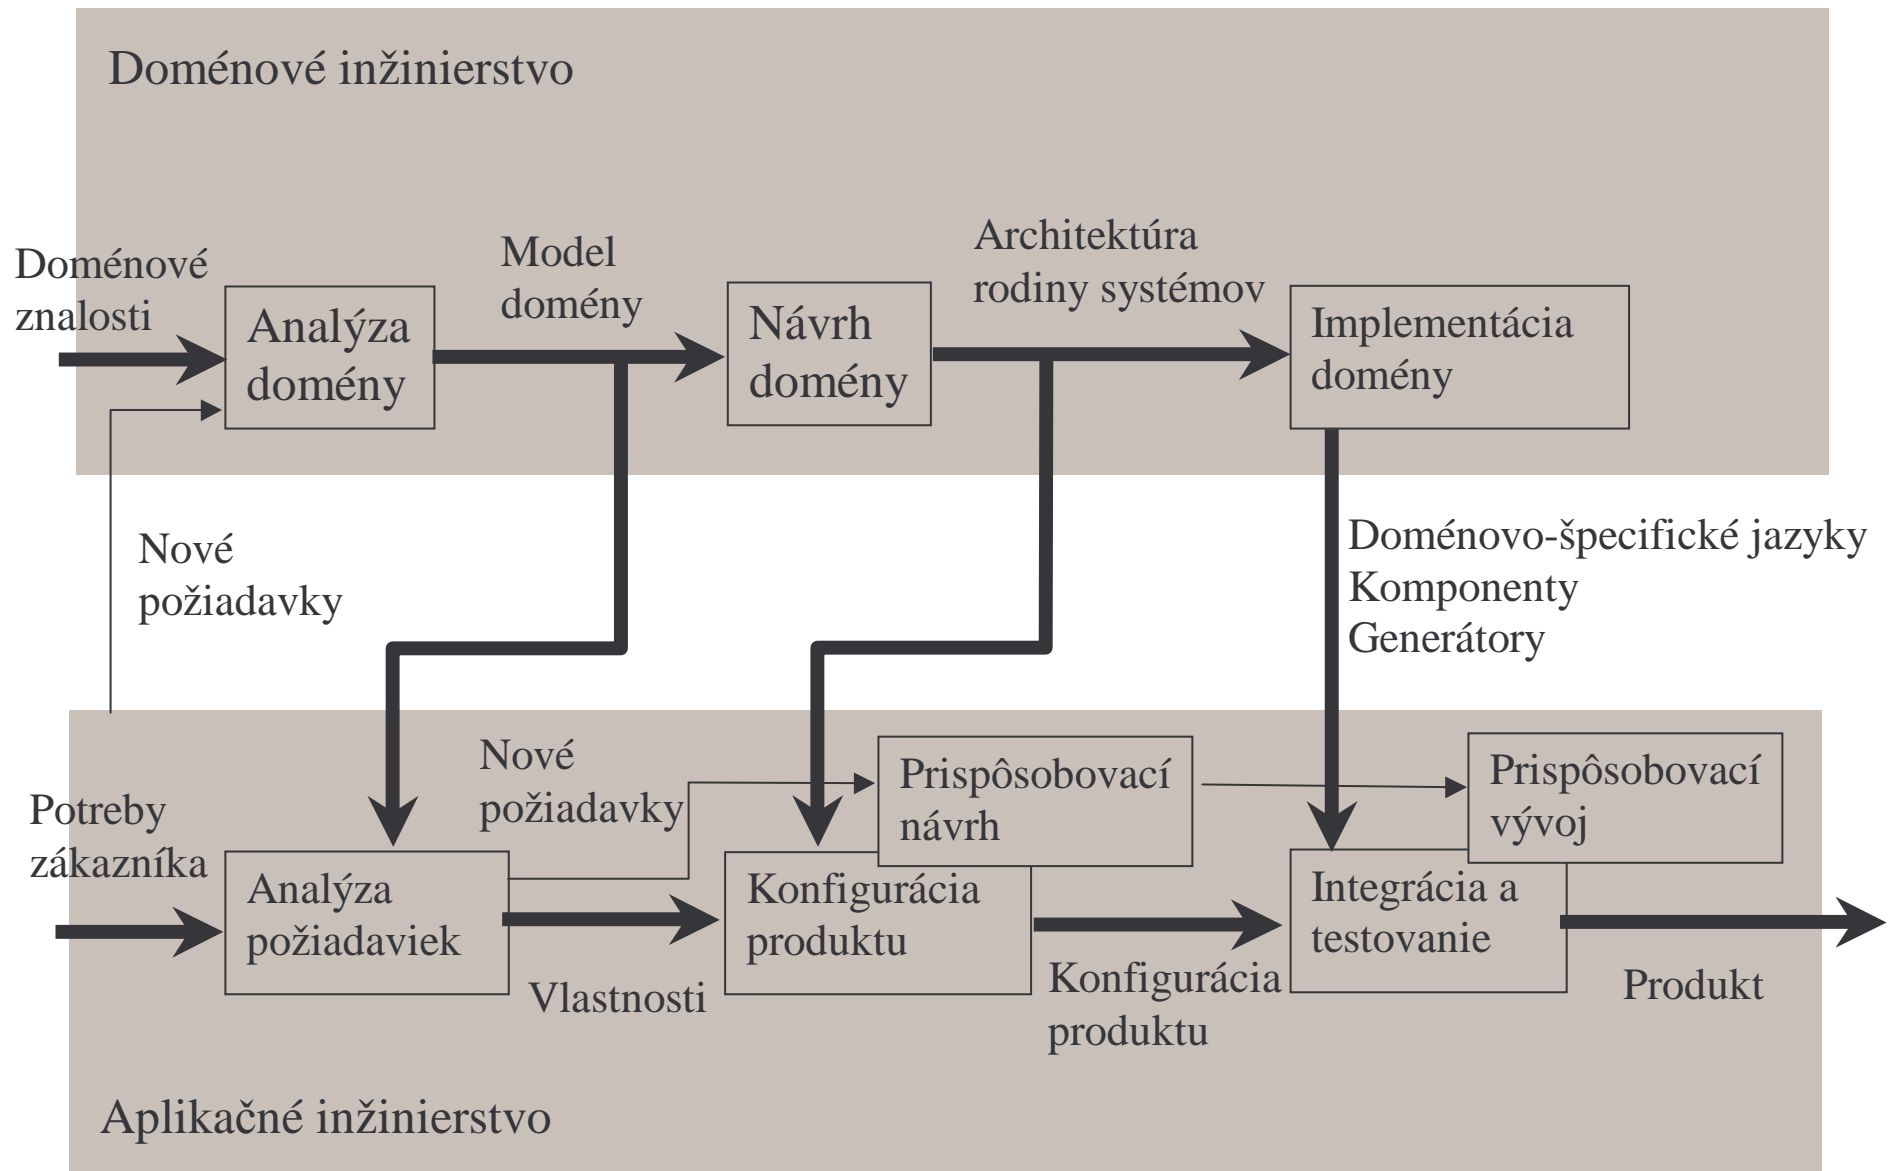 Doménové inžinierstvo
Doménové
znalosti
Analýza
domény
Model
domény
Návrh
domény
Architektúra
rodiny systémov
Implementácia
domény
Nové
požiadavky
Doménovo-špecifické jazyky
Komponenty
Generátory
Potreby
zákazníka
Analýza
požiadaviek
Nové
požiadavky
Vlastnosti
Prispôsobovací
návrh
Konfigurácia
produktu
Konfigurácia
produktu
Prispôsobovací
vývoj
Integrácia a
testovanie
Produkt
Aplikačné inžinierstvo